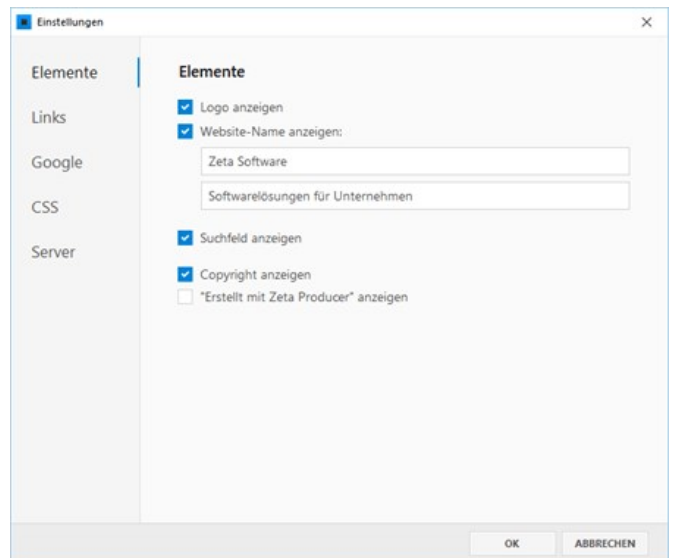 Einstellungen
Elemente
Links
Google
CSS
Server
Elemente
Logo anzeigen
Website-Name anzeigen:
Zeta Software
Softwarelösungen für Unternehmen
Suchfeld anzeigen
Copyright anzeigen
"Erstellt mit Zeta Producer" anzeigen
OK
ABBRECHEN